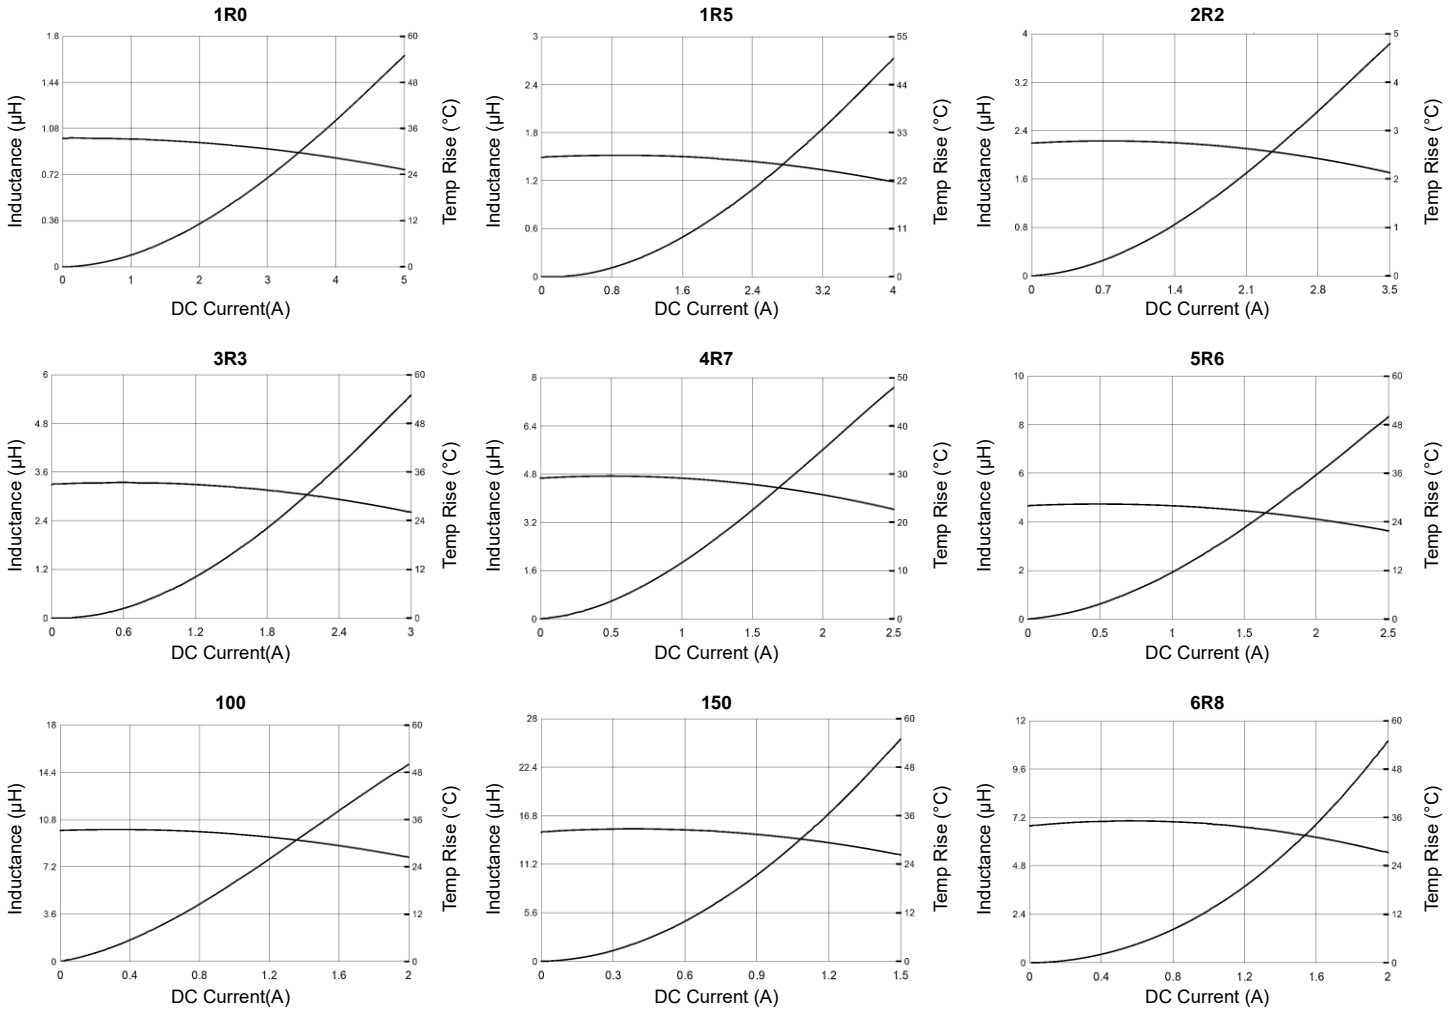 1R0
1.8
1.44
1.08
0.72
0.36
0
60
48
36
24
12
0
0 1 2 3 4 5
Inductance (µH)
Temp Rise (°C)
DC Current(A)
1R5
3
2.4
1.8
1.2
0.6
0
55
44
33
22
11
0
0 0.8 1.6 2.4 3.2 4
Inductance (µH)
Temp Rise (°C)
DC Current (A)
2R2
4
3.2
2.4
1.6
0.8
0
5
4
3
2
1
0
0 0.7 1.4 2.1 2.8 3.5
Inductance (µH)
Temp Rise (°C)
DC Current (A)
3R3
6
4.8
3.6
2.4
1.2
0
60
48
36
24
12
0
0 0.6 1.2 1.8 2.4 3
Inductance (µH)
Temp Rise (°C)
DC Current(A)
4R7
8
6.4
4.8
3.2
1.6
0
50
40
30
20
10
0
0 0.5 1 1.5 2 2.5
Inductance (µH)
Temp Rise (°C)
DC Current (A)
5R6
10
8
6
4
2
0
60
48
36
24
12
0
0 0.5 1 1.5 2 2.5
Inductance (µH)
Temp Rise (°C)
DC Current (A)
100
18
14.4
10.8
7.2
3.6
0
60
48
36
24
12
0
0 0.4 0.8 1.2 1.6 2
Inductance (µH)
Temp Rise (°C)
DC Current(A)
150
28
22.4
16.8
11.2
5.6
0
60
48
36
24
12
0
0 0.3 0.6 0.9 1.2 1.5
Inductance (µH)
Temp Rise (°C)
DC Current (A)
6R8
12
9.6
7.2
4.8
2.4
0
60
48
36
24
12
0
0 0.4 0.8 1.2 1.6 2
Inductance (µH)
Temp Rise (°C)
DC Current (A)